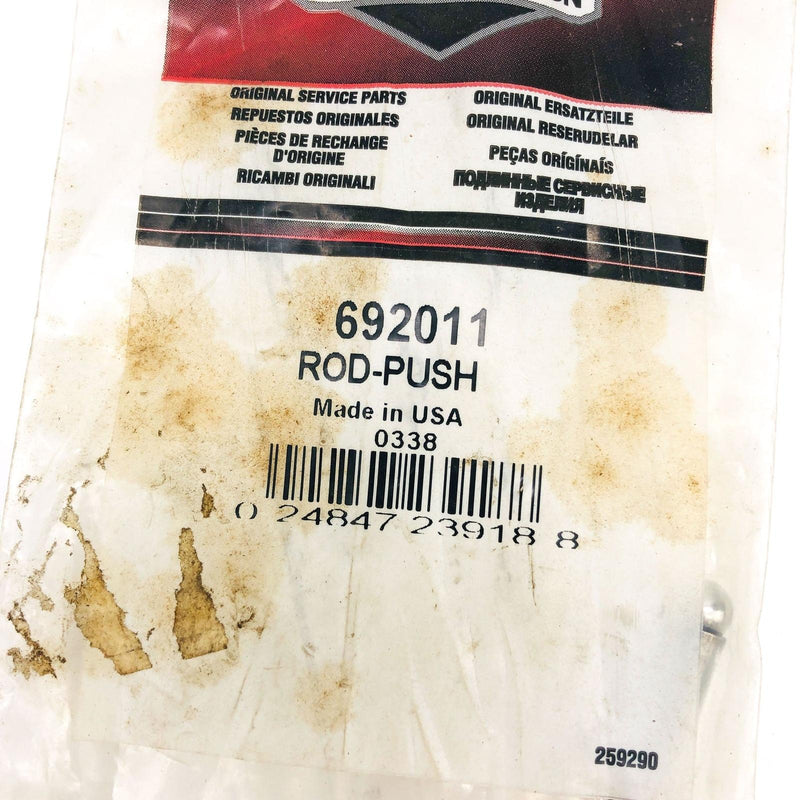 ORIGINAL SERVICE PARTS
REPUESTOS ORIGINALES
PIÈCES DE RECHANGE
D'ORIGINE
RICAMBI ORIGINALI
ORIGINAL ERSATZTEILE
ORIGINAL RESERUDELAR
PEÇAS ORIGÍNAÍS
ПОДЛИННЫЕ СЕРВИСНЫЕ
ИЗДЕЛИЯ
692011
ROD-PUSH
Made in USA
0338
0 24847 23918 8
259290